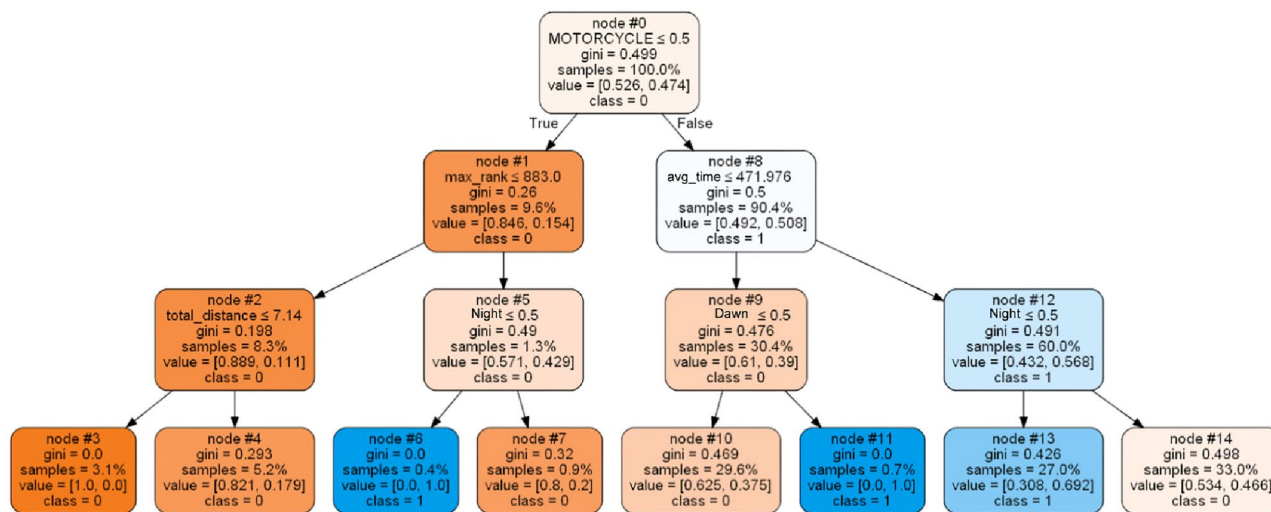 node #0
MOTORCYCLE ≤ 0.5
gini = 0.499
samples = 100.0%
value = [0.526, 0.474]
class = 0
True
False
node #1
max_rank ≤ 883.0
gini = 0.26
samples = 9.6%
value = [0.846, 0.154]
class = 0
node #8
avg_time ≤ 471.976
gini = 0.5
samples = 90.4%
value = [0.492, 0.508]
class = 1
node #2
total_distance ≤ 7.14
gini = 0.198
samples = 8.3%
value = [0.889, 0.111]
class = 0
node #5
Night ≤ 0.5
gini = 0.49
samples = 1.3%
value = [0.571, 0.429]
class = 0
node #9
Dawn ≤ 0.5
gini = 0.476
samples = 30.4%
value = [0.61, 0.39]
class = 0
node #12
Night ≤ 0.5
gini = 0.491
samples = 60.0%
value = [0.432, 0.568]
class = 1
node #3
gini = 0.0
samples = 3.1%
value = [1.0, 0.0]
class = 0
node #4
gini = 0.293
samples = 5.2%
value = [0.821, 0.179]
class = 0
node #6
gini = 0.0
samples = 0.4%
value = [0.0, 1.0]
class = 1
node #7
gini = 0.32
samples = 0.9%
value = [0.8, 0.2]
class = 0
node #10
gini = 0.469
samples = 29.6%
value = [0.625, 0.375]
class = 0
node #11
gini = 0.0
samples = 0.7%
value = [0.0, 1.0]
class = 1
node #13
gini = 0.426
samples = 27.0%
value = [0.308, 0.692]
class = 1
node #14
gini = 0.498
samples = 33.0%
value = [0.534, 0.466]
class = 0